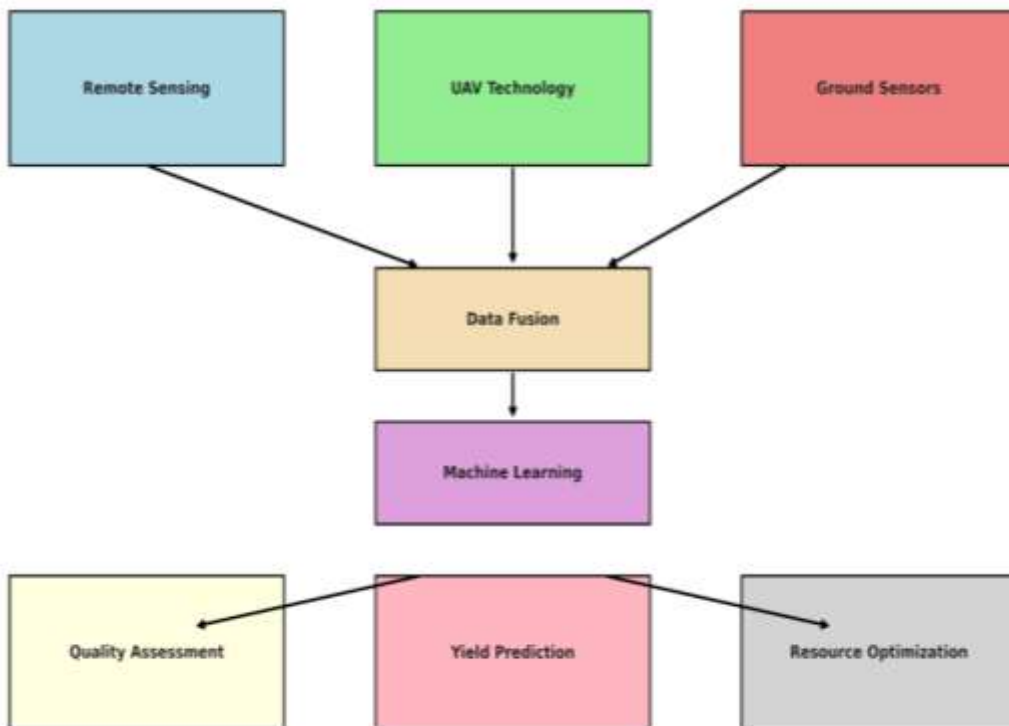 Remote Sensing
UAV Technology
Ground Sensors
Data Fusion
Machine Learning
Quality Assessment
Yield Prediction
Resource Optimization